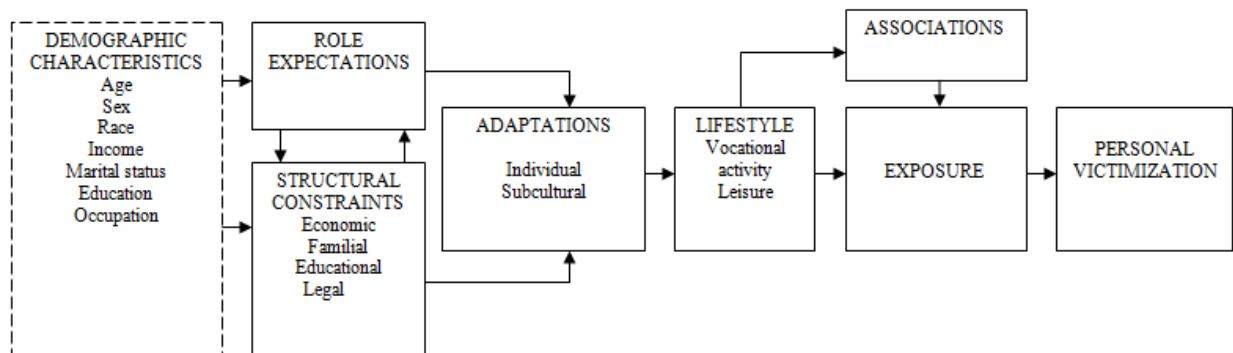 DEMOGRAPHIC
CHARACTERISTICS
Age
Sex
Race
Income
Marital status
Education
Occupation
ROLE
EXPECTATIONS
STRUCTURAL
CONSTRAINTS
Economic
Familial
Educational
Legal
ADAPTATIONS
Individual
Subcultural
LIFESTYLE
Vocational
activity
Leisure
ASSOCIATIONS
EXPOSURE
PERSONAL
VICTIMIZATION